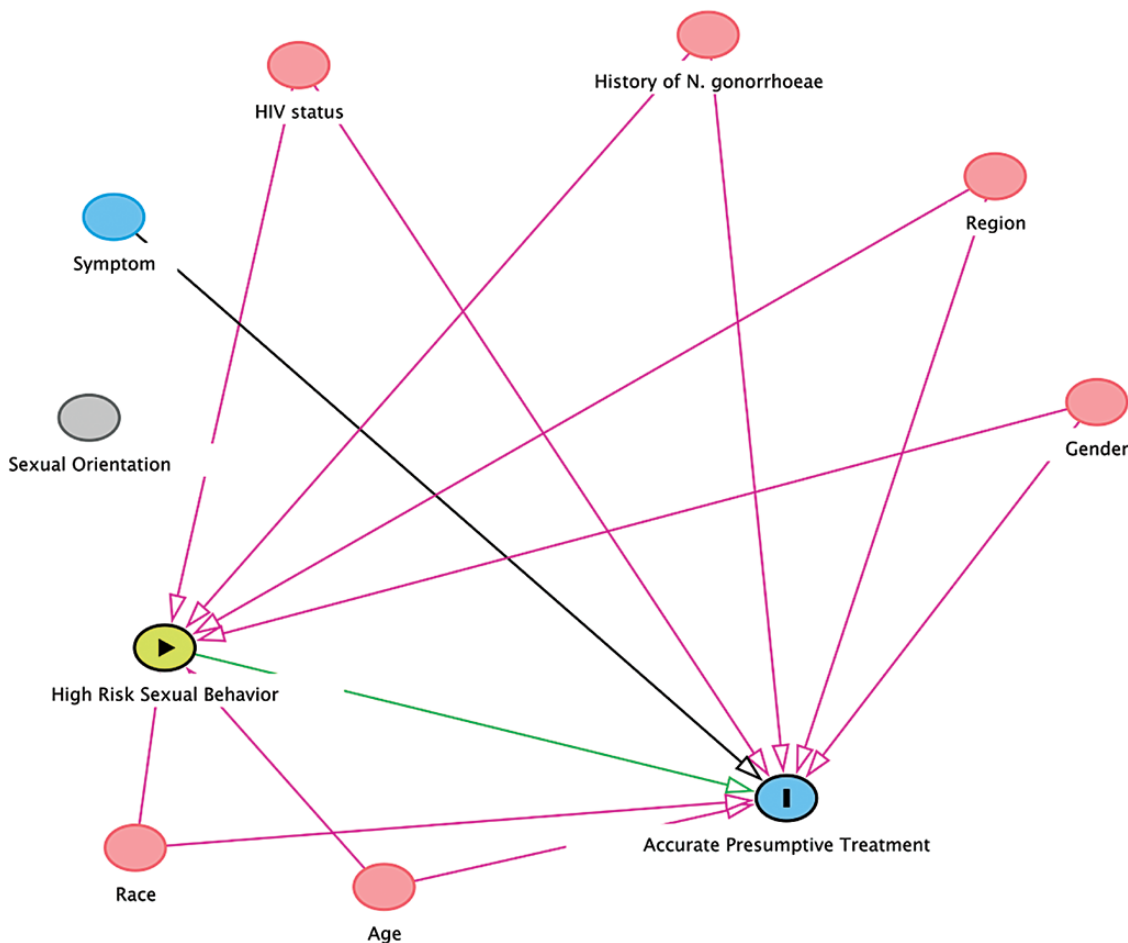 History of N. gonorrhoeae
HIV status
Region
Symptom
Gender
Sexual Orientation
High Risk Sexual Behavior
Accurate Presumptive Treatment
Race
Age